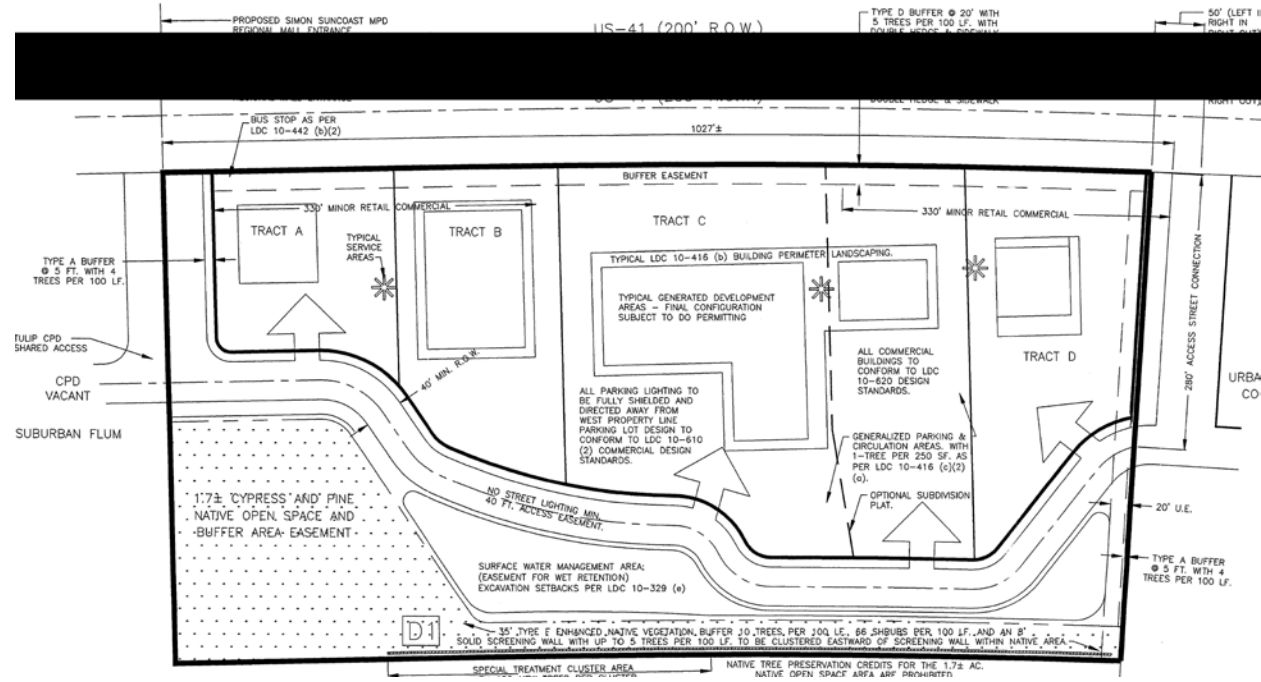 PROPOSED SIMON SUNCOAST MPD
REGIONAL MALL ENTRANCE
US-41 (200' R.O.W.)
TYPE D BUFFER @ 20' WITH
5 TREES PER 100 LF. WITH
DOUBLE HEDGE & SIDEWALK
50' (LEFT I
RIGHT IN
RIGHT OUT)
DOUBLE HEDGE & SIDEWALK
RIGHT OUT)
BUS STOP AS PER
LDC 10-442 (b)(2)
1027'±
BUFFER EASEMENT
330' MINOR RETAIL COMMERCIAL
330' MINOR RETAIL COMMERCIAL
TRACT A
TRACT B
TRACT C
TYPICAL
SERVICE
AREAS
TYPE A BUFFER
@ 5 FT. WITH 4
TREES PER 100 LF.
TYPICAL LDC 10-416 (b) BUILDING PERIMETER LANDSCAPING.
TYPICAL GENERATED DEVELOPMENT
AREAS - FINAL CONFIGURATION
SUBJECT TO DO PERMITTING
280' ACCESS STREET CONNECTION
TULIP CPD
SHARED ACCESS
CPD
VACANT
SUBURBAN FLUM
40' MIN. R.O.W.
ALL COMMERCIAL
BUILDINGS TO
CONFORM TO LDC
10-620 DESIGN
STANDARDS.
TRACT D
URBA
CO
ALL PARKING LIGHTING TO
BE FULLY SHIELDED AND
DIRECTED AWAY FROM
WEST PROPERTY LINE
PARKING LOT DESIGN TO
CONFORM TO LDC 10-610
(2) COMMERCIAL DESIGN
STANDARDS.
GENERALIZED PARKING &
CIRCULATION AREAS. WITH
1-TREE PER 250 SF. AS
PER LDC 10-416 (c)(2)
(a).
OPTIONAL SUBDIVISION
PLAT.
1.7± CYPRESS AND PINE
NATIVE OPEN SPACE AND
BUFFER AREA EASEMENT
NO STREET LIGHTING MIN.
40 FT. ACCESS EASEMENT.
20' U.E.
TYPE A BUFFER
@ 5 FT. WITH 4
TREES PER 100 LF.
SURFACE WATER MANAGEMENT AREA;
(EASEMENT FOR WET RETENTION)
EXCAVATION SETBACKS PER LDC 10-329 (e)
D1
35' TYPE E ENHANCED NATIVE VEGETATION BUFFER 10 TREES PER 100 LF., 66 SHRUBS PER 100 LF. AND AN 8'
SOLID SCREENING WALL WITH UP TO 5 TREES PER 100 LF. TO BE CLUSTERED EASTWARD OF SCREENING WALL WITHIN NATIVE AREA.
SPECIAL TREATMENT CLUSTER AREA
NATIVE TREE PRESERVATION CREDITS FOR THE 1.7± AC.
NATIVE OPEN SPACE AREA ARE PROHIBITED